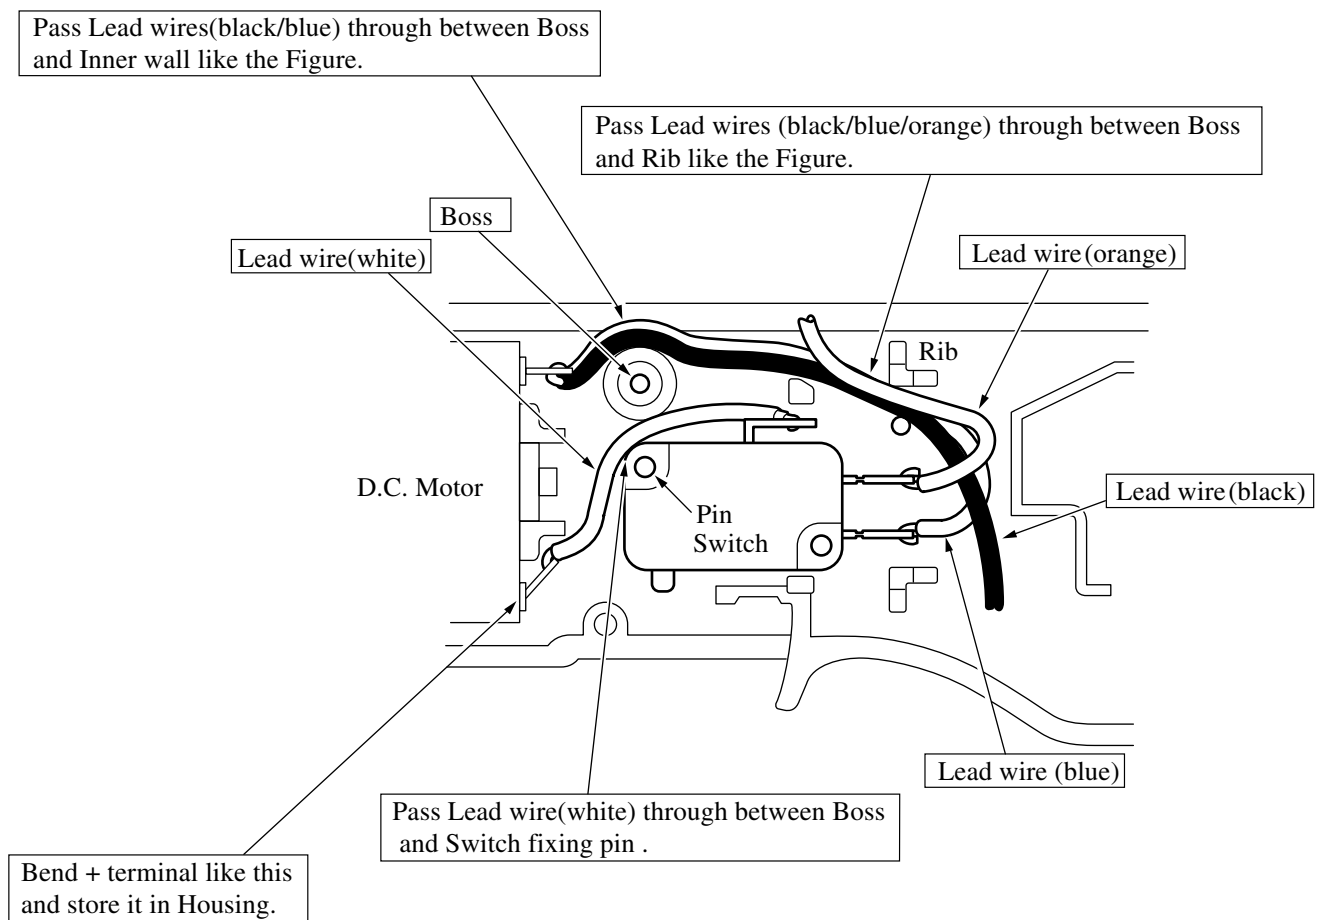 Pass Lead wires(black/blue) through between Boss
and Inner wall like the Figure.
Pass Lead wires (black/blue/orange) through between Boss
and Rib like the Figure.
Boss
Lead wire(white)
Lead wire(orange)
Rib
D.C. Motor
Lead wire(black)
Pin
Switch
Lead wire (blue)
Pass Lead wire(white) through between Boss
and Switch fixing pin .
Bend + terminal like this
and store it in Housing.